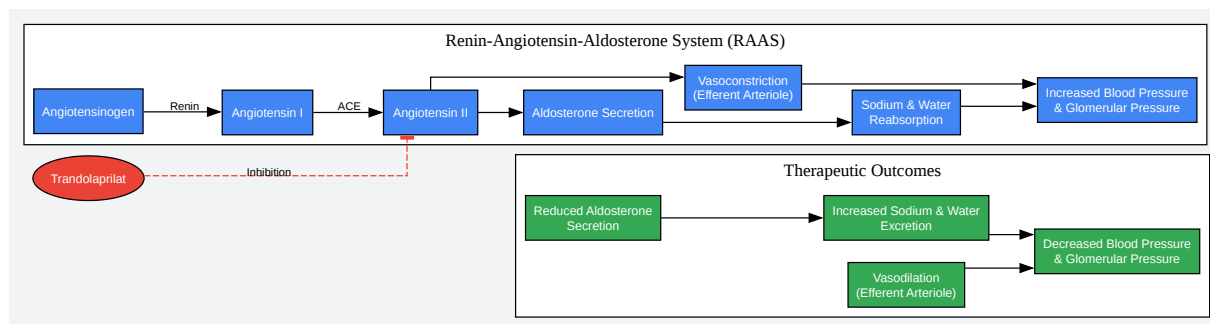 Renin-Angiotensin-Aldosterone System (RAAS)
Angiotensinogen
Renin
Angiotensin I
ACE
Angiotensin II
Aldosterone Secretion
Vasoconstriction
(Efferent Arteriole)
Sodium & Water
Reabsorption
Increased Blood Pressure
& Glomerular Pressure
Trandolaprilat
Inhibition
Therapeutic Outcomes
Reduced Aldosterone
Secretion
Increased Sodium & Water
Excretion
Vasodilation
(Efferent Arteriole)
Decreased Blood Pressure
& Glomerular Pressure